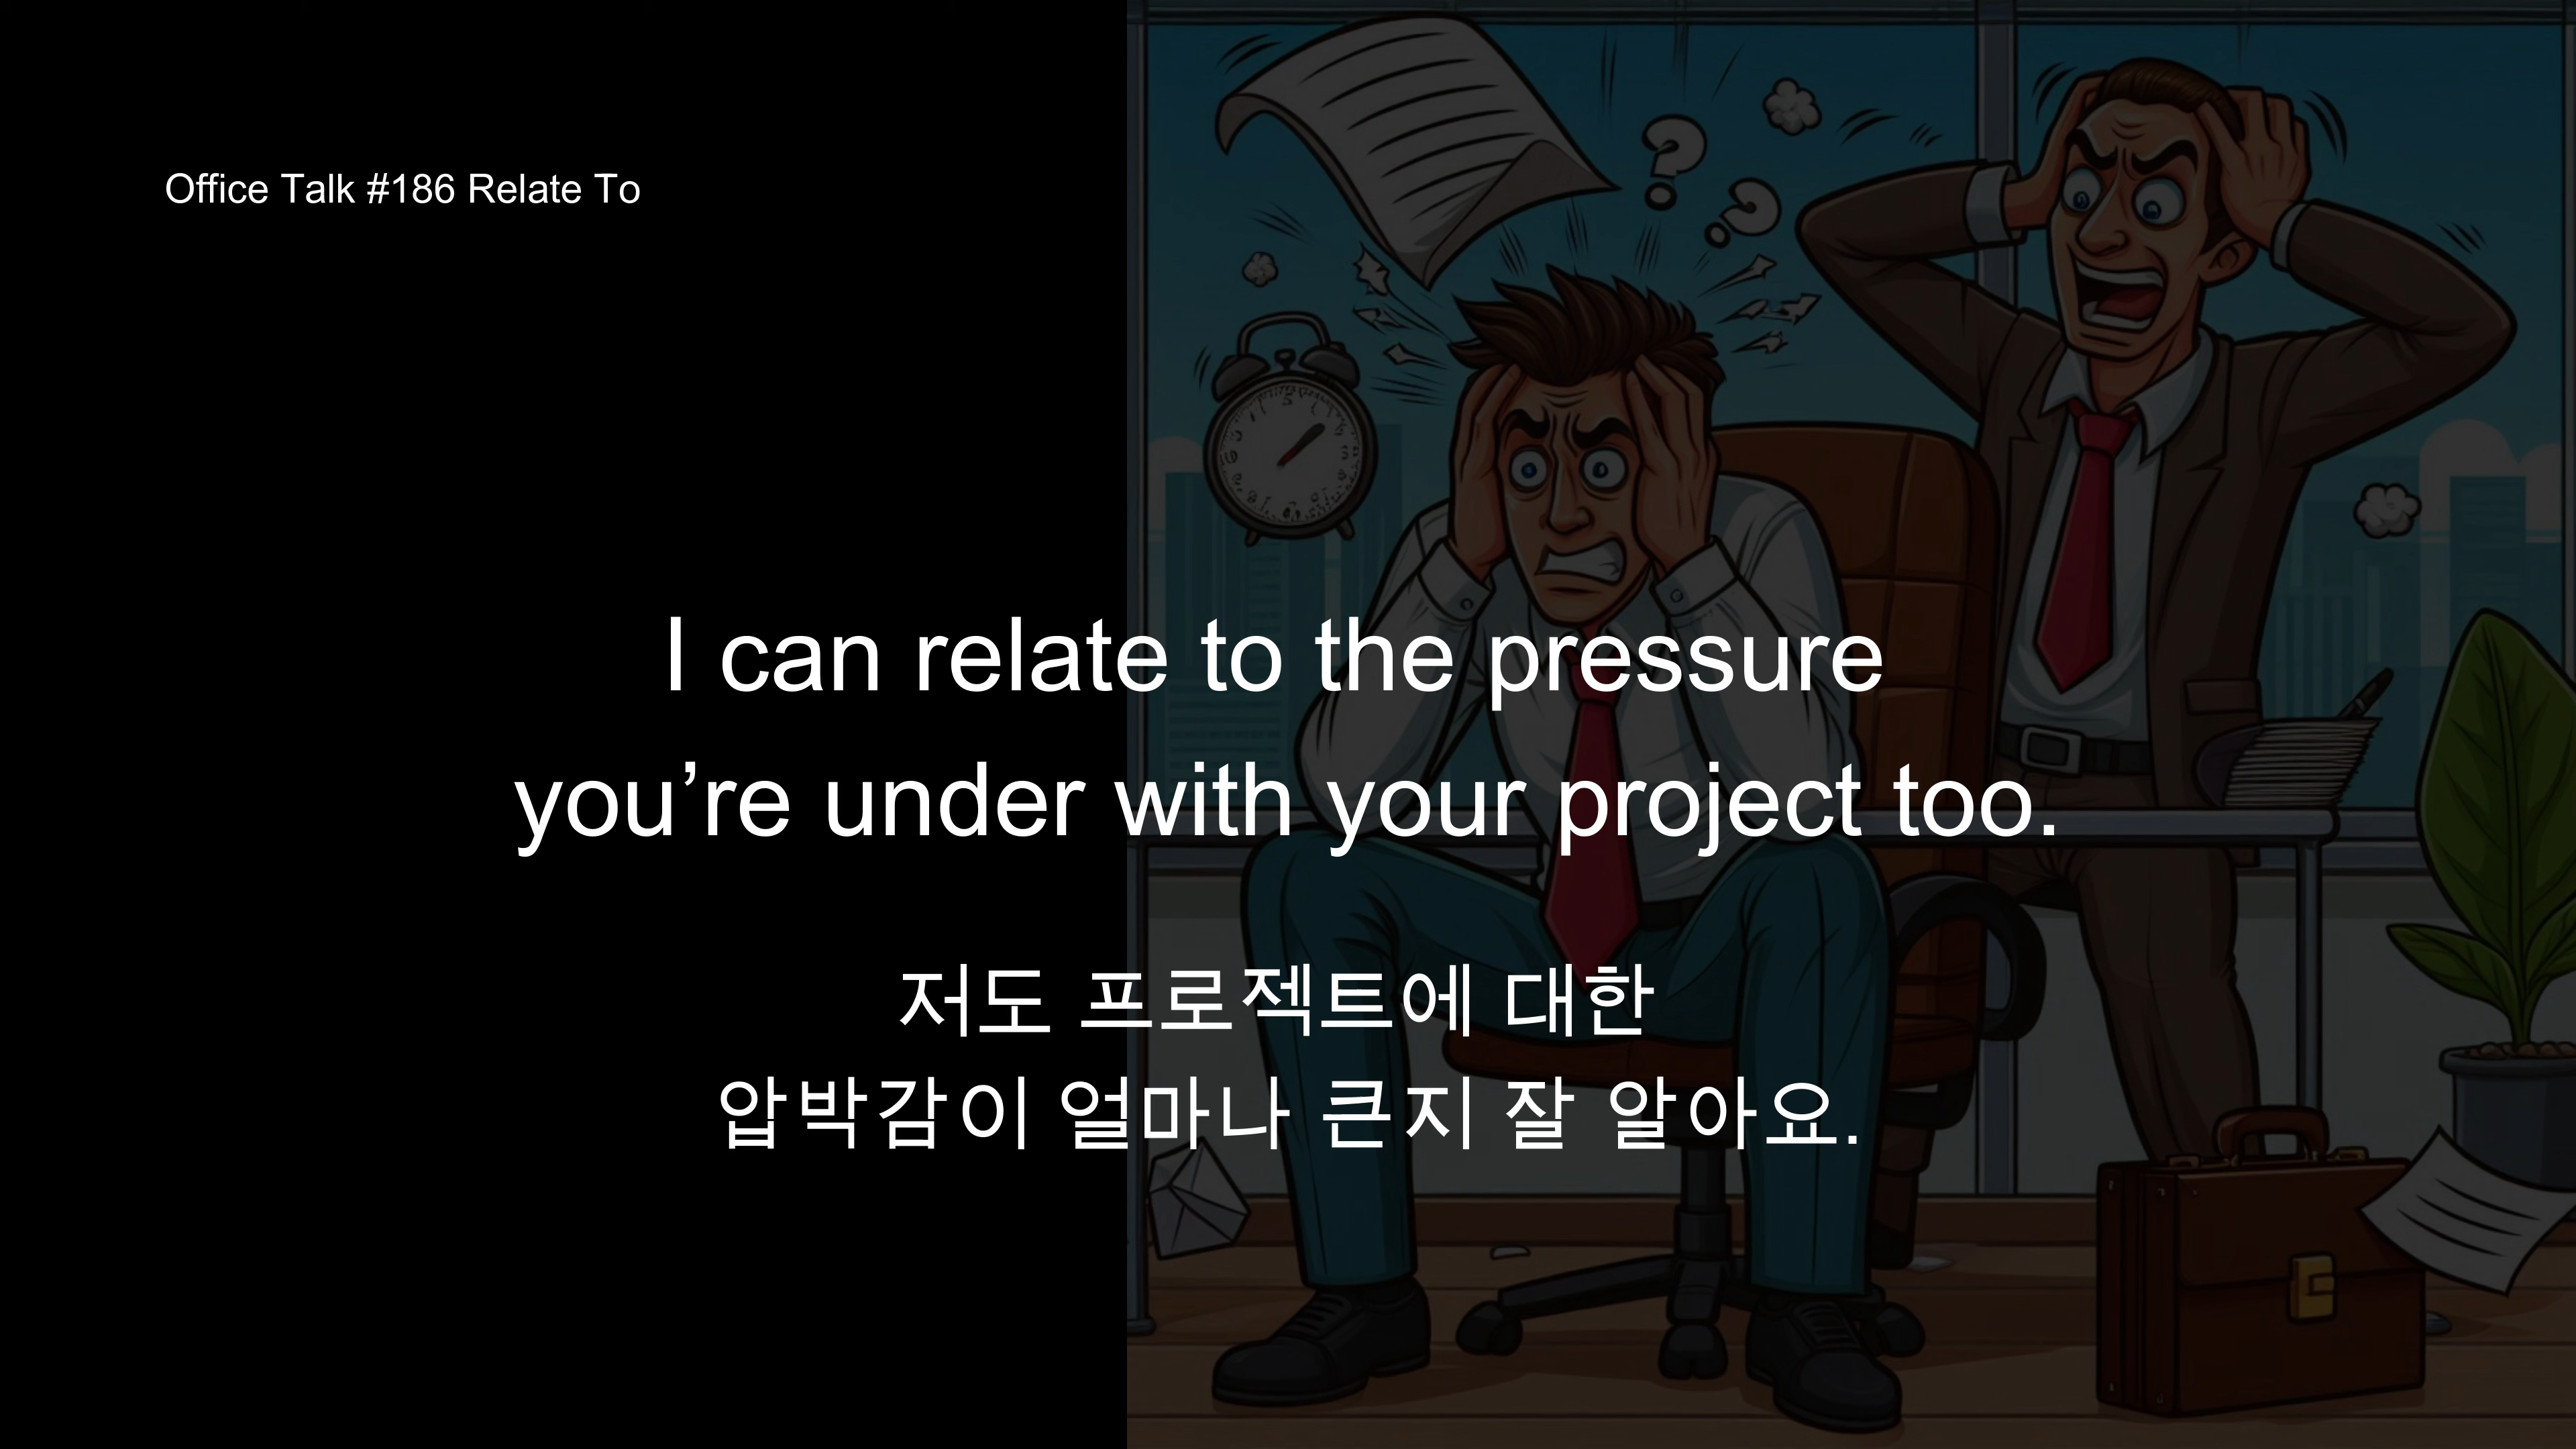 Office Talk #186 Relate To
I can relate to the pressure
you’re under with your project too.
저도 프로젝트에 대한
압박감이 얼마나 큰지 잘 알아요.